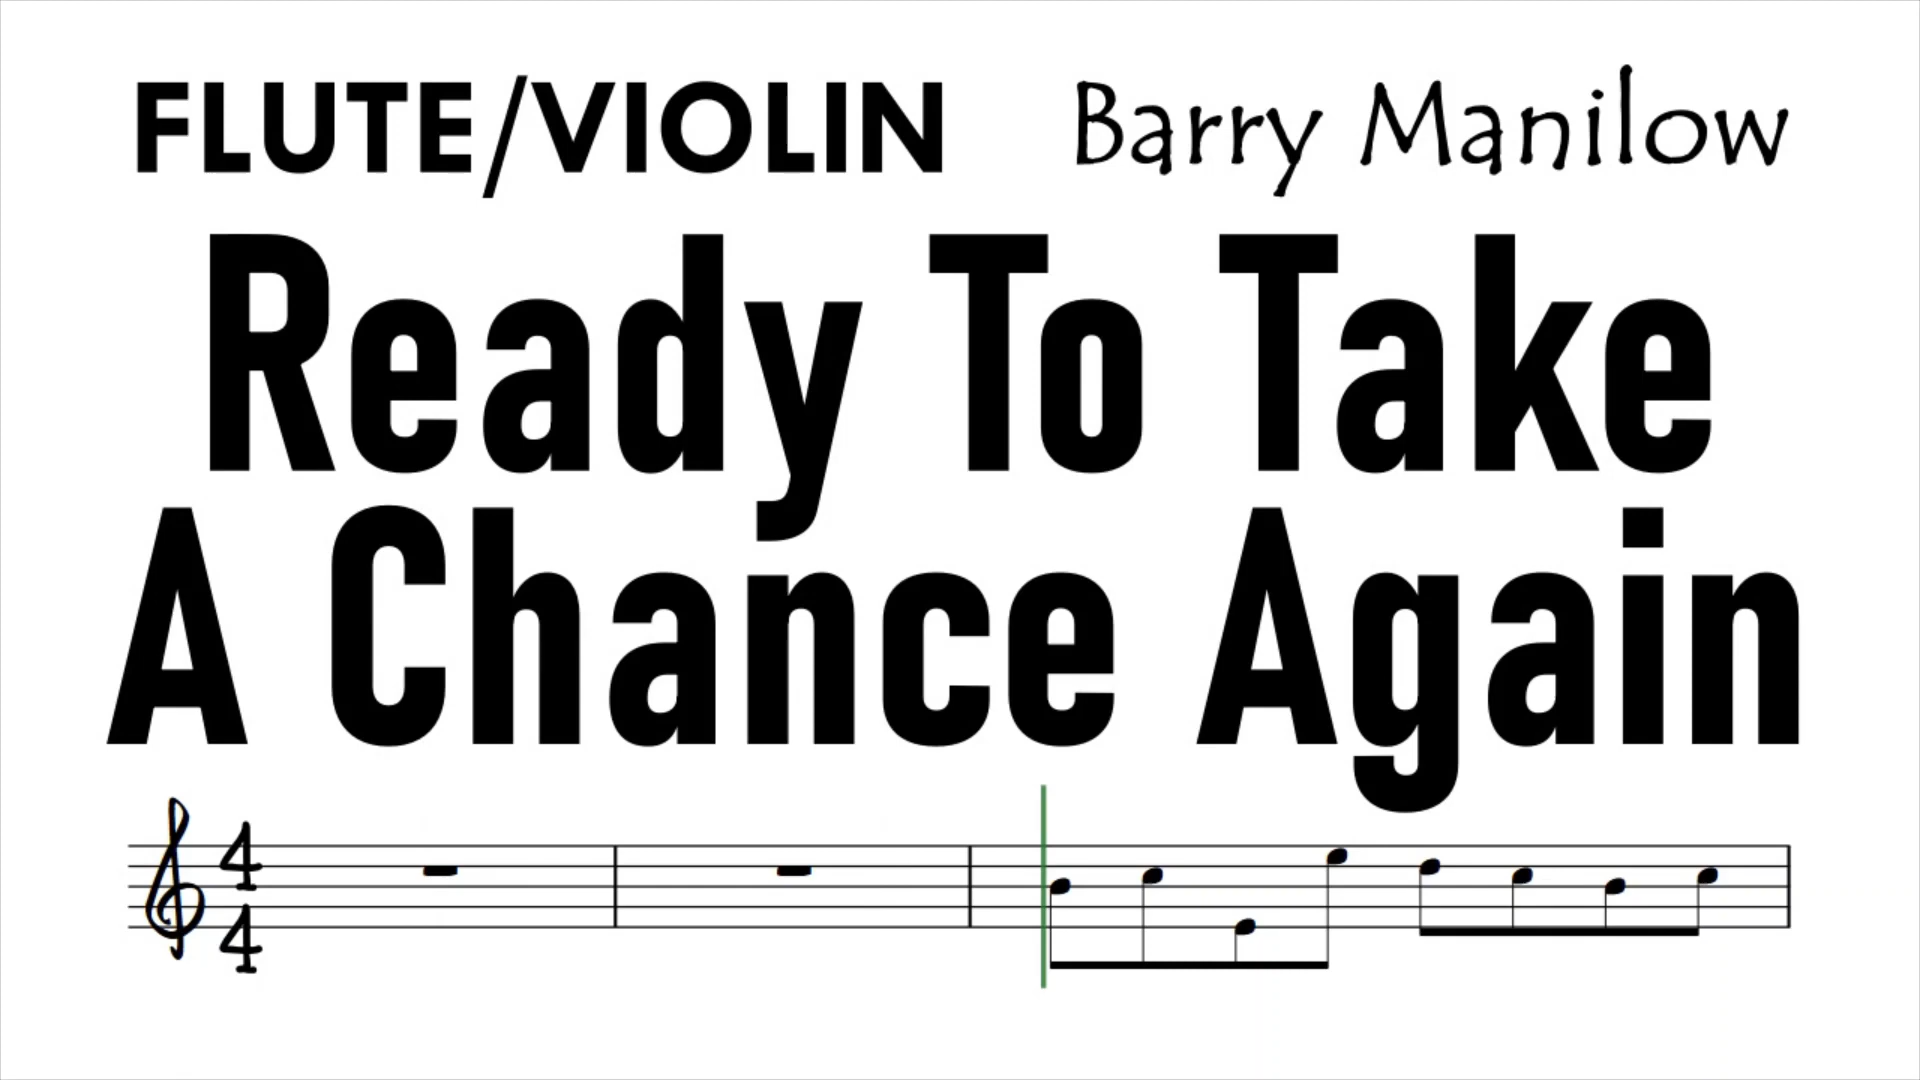 FLUTE/VIOLIN Barry Manilow
Ready To Take
A Chance Again
4
4